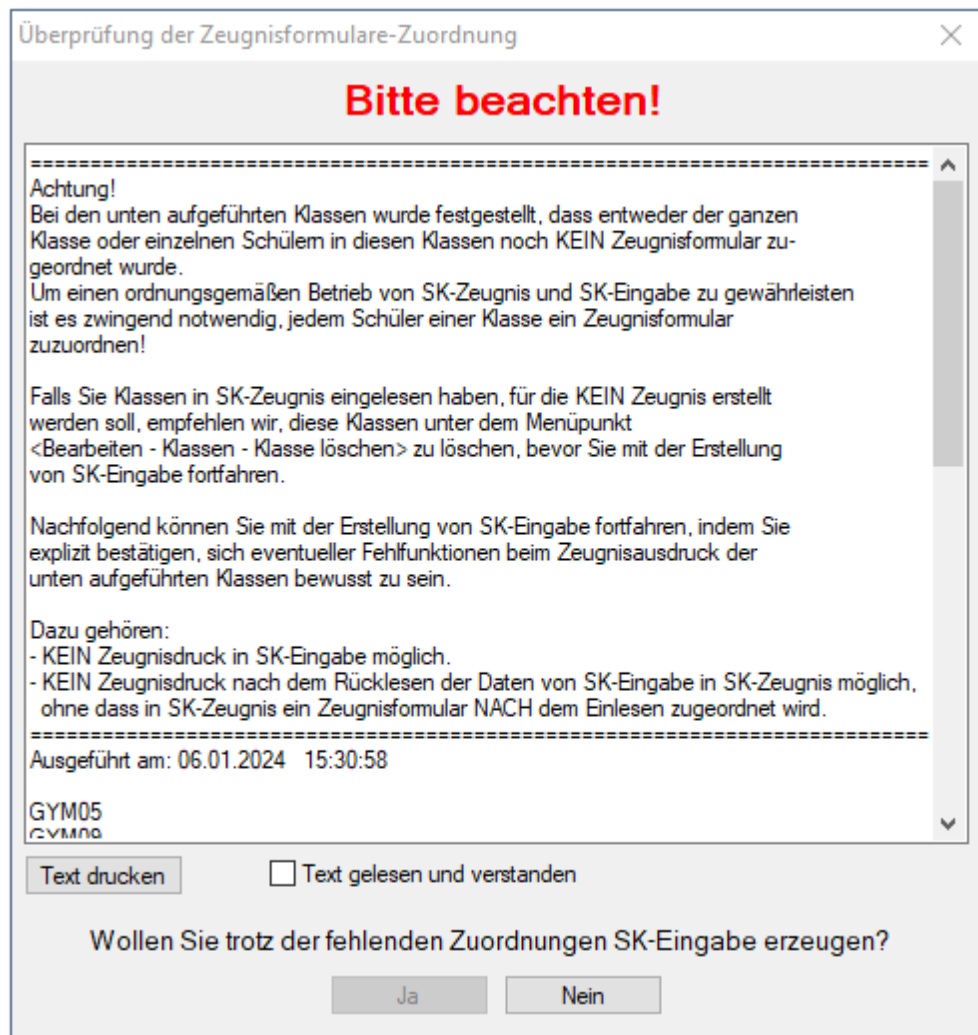 Überprüfung der Zeugnisformulare-Zuordnung
Bitte beachten!
===========================================================================
Achtung!
Bei den unten aufgeführten Klassen wurde festgestellt, dass entweder der ganzen
Klasse oder einzelnen Schülern in diesen Klassen noch KEIN Zeugnisformular zu-
geordnet wurde.
Um einen ordnungsgemäßen Betrieb von SK-Zeugnis und SK-Eingabe zu gewährleisten
ist es zwingend notwendig, jedem Schüler einer Klasse ein Zeugnisformular
zuzuordnen!
Falls Sie Klassen in SK-Zeugnis eingelesen haben, für die KEIN Zeugnis erstellt
werden soll, empfehlen wir, diese Klassen unter dem Menüpunkt
<Bearbeiten - Klassen - Klasse löschen> zu löschen, bevor Sie mit der Erstellung
von SK-Eingabe fortfahren.
Nachfolgend können Sie mit der Erstellung von SK-Eingabe fortfahren, indem Sie
explizit bestätigen, sich eventueller Fehlfunktionen beim Zeugnisausdruck der
unten aufgeführten Klassen bewusst zu sein.
Dazu gehören:
- KEIN Zeugnisdruck in SK-Eingabe möglich.
- KEIN Zeugnisdruck nach dem Rücklesen der Daten von SK-Eingabe in SK-Zeugnis möglich,
ohne dass in SK-Zeugnis ein Zeugnisformular NACH dem Einlesen zugeordnet wird.
===========================================================================
Ausgeführt am: 06.01.2024 15:30:58
GYM05
GYM09
Text drucken
Text gelesen und verstanden
Wollen Sie trotz der fehlenden Zuordnungen SK-Eingabe erzeugen?
Ja
Nein